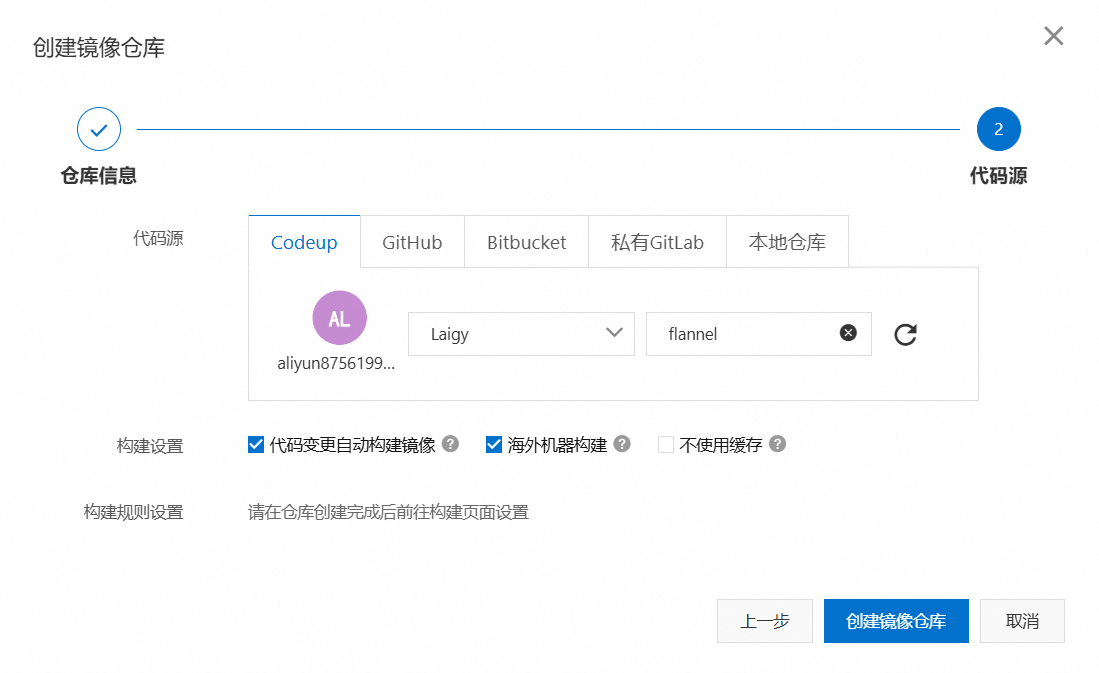 创建镜像仓库
2
仓库信息
代码源
代码源
Codeup
GitHub
Bitbucket
私有GitLab
本地仓库
AL
aliyun8756199...
Laigy
flannel
构建设置
代码变更自动构建镜像 ?
海外机器构建 ?
不使用缓存 ?
构建规则设置
请在仓库创建完成后前往构建页面设置
上一步
创建镜像仓库
取消